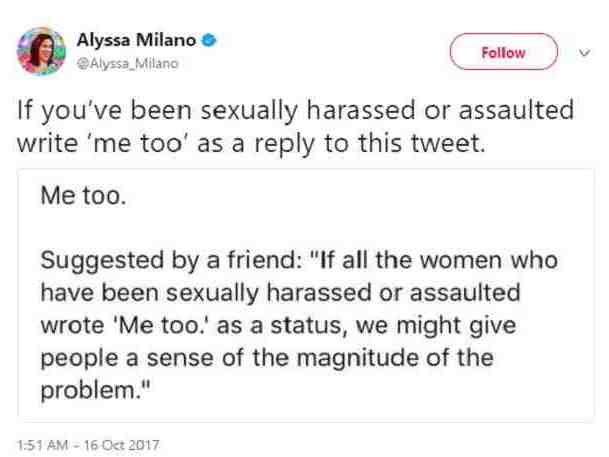 Alyssa Milano
@Alyssa_Milano
Follow
If you've been sexually harassed or assaulted
write 'me too' as a reply to this tweet.
Me too.
Suggested by a friend: "If all the women who
have been sexually harassed or assaulted
wrote 'Me too.' as a status, we might give
people a sense of the magnitude of the
problem."
1:51 AM - 16 Oct 2017